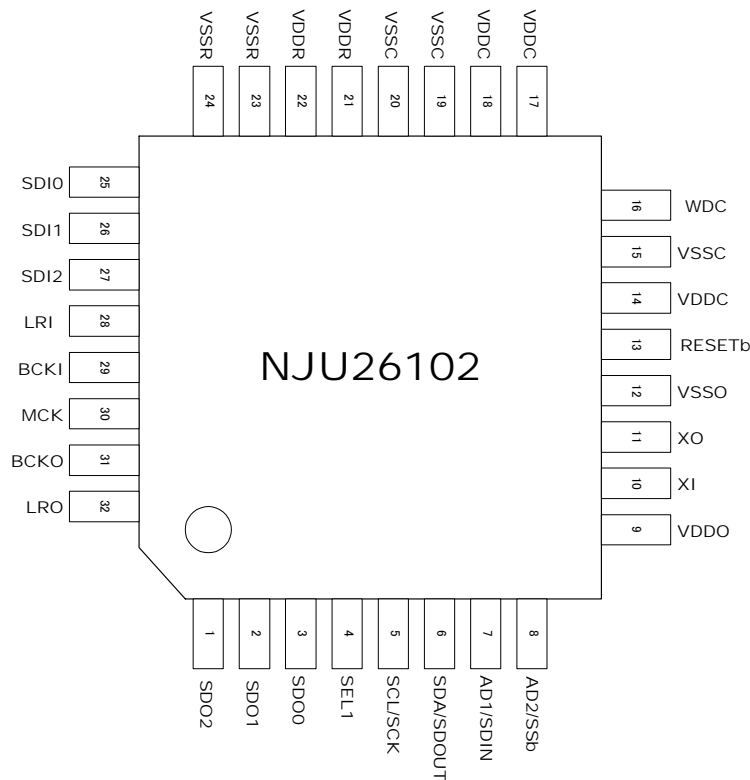 VSSR VSSR VDDR VDDR VSSC VSSC VDDC VDDC
24 23 22 21 20 19 18 17
SDI0 25
SDI1 26
SDI2 27
LRI 28
BCKI 29
MCK 30
BCKO 31
LRO 32
NJU26102
16 WDC
15 VSSC
14 VDDC
13 RESETb
12 VSSO
11 XO
10 XI
9 VDDO
1 2 3 4 5 6 7 8
SDO2 SDO1 SDO0 SEL1 SCL/SCK SDA/SDOUT AD1/SDIN AD2/SSb